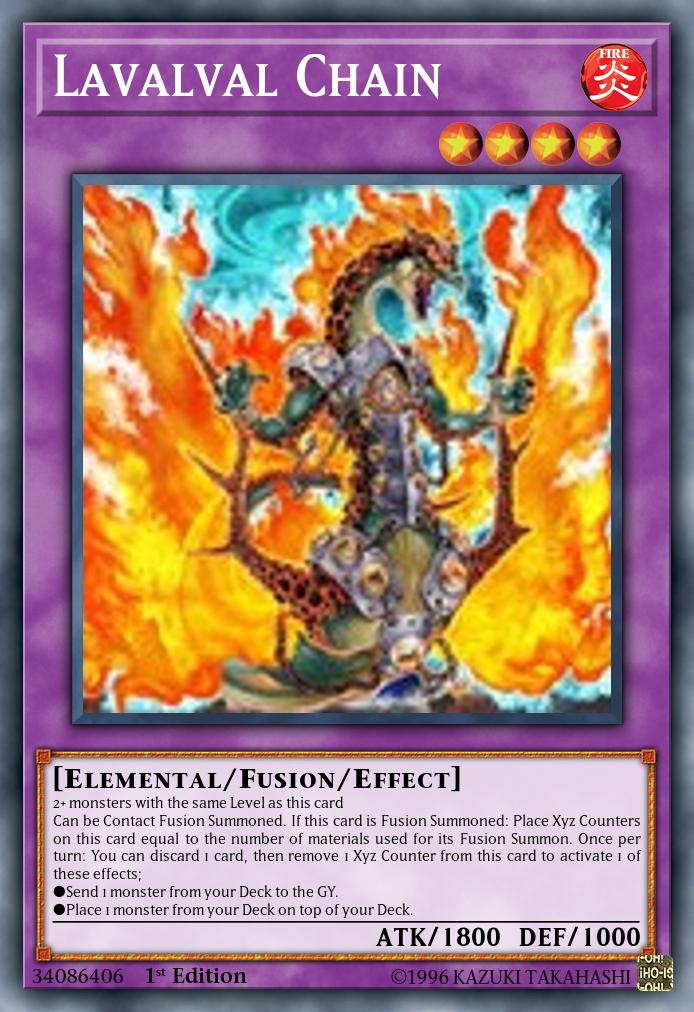 LAVALVAL CHAIN
FIRE
炎
[ELEMENTAL/FUSION/EFFECT]
2+ monsters with the same Level as this card
Can be Contact Fusion Summoned. If this card is Fusion Summoned: Place Xyz Counters
on this card equal to the number of materials used for its Fusion Summon. Once per
turn: You can discard 1 card, then remove 1 Xyz Counter from this card to activate 1 of
these effects;
●Send 1 monster from your Deck to the GY.
●Place 1 monster from your Deck on top of your Deck.
ATK/1800 DEF/1000
34086406 1st Edition ©1996 KAZUKI TAKAHASHI